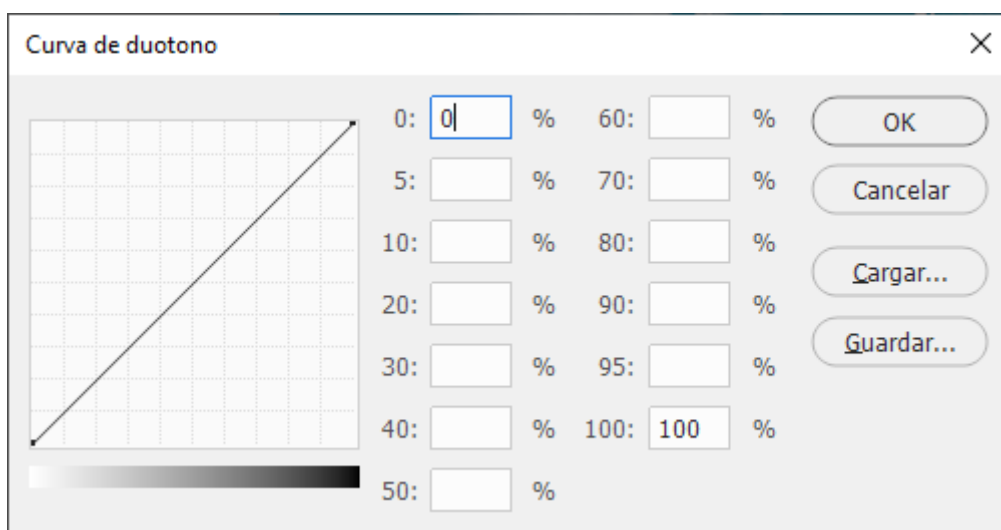 Curva de duotono
0: 0 % 60: % OK
5: % 70: % Cancelar
10: % 80: %
20: % 90: % Cargar...
30: % 95: % Guardar...
40: % 100: 100 %
50: %